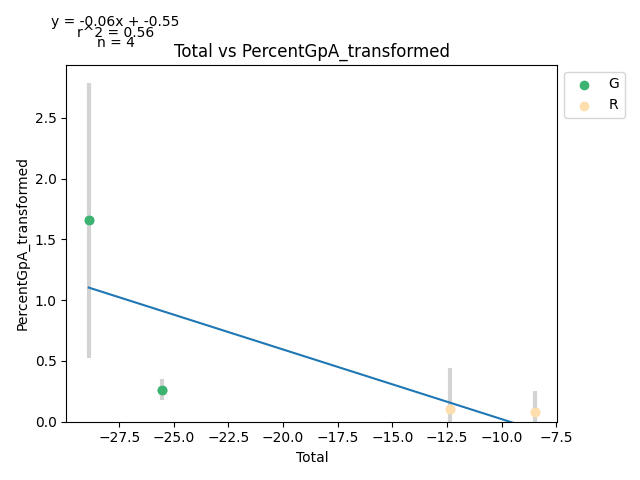 y = -0.06x + -0.55
r^2 = 0.56
n = 4
Total vs PercentGpA_transformed
G
R
PercentGpA_transformed
2.5
2.0
1.5
1.0
0.5
0.0
−27.5 −25.0 −22.5 −20.0 −17.5 −15.0 −12.5 −10.0 −7.5
Total